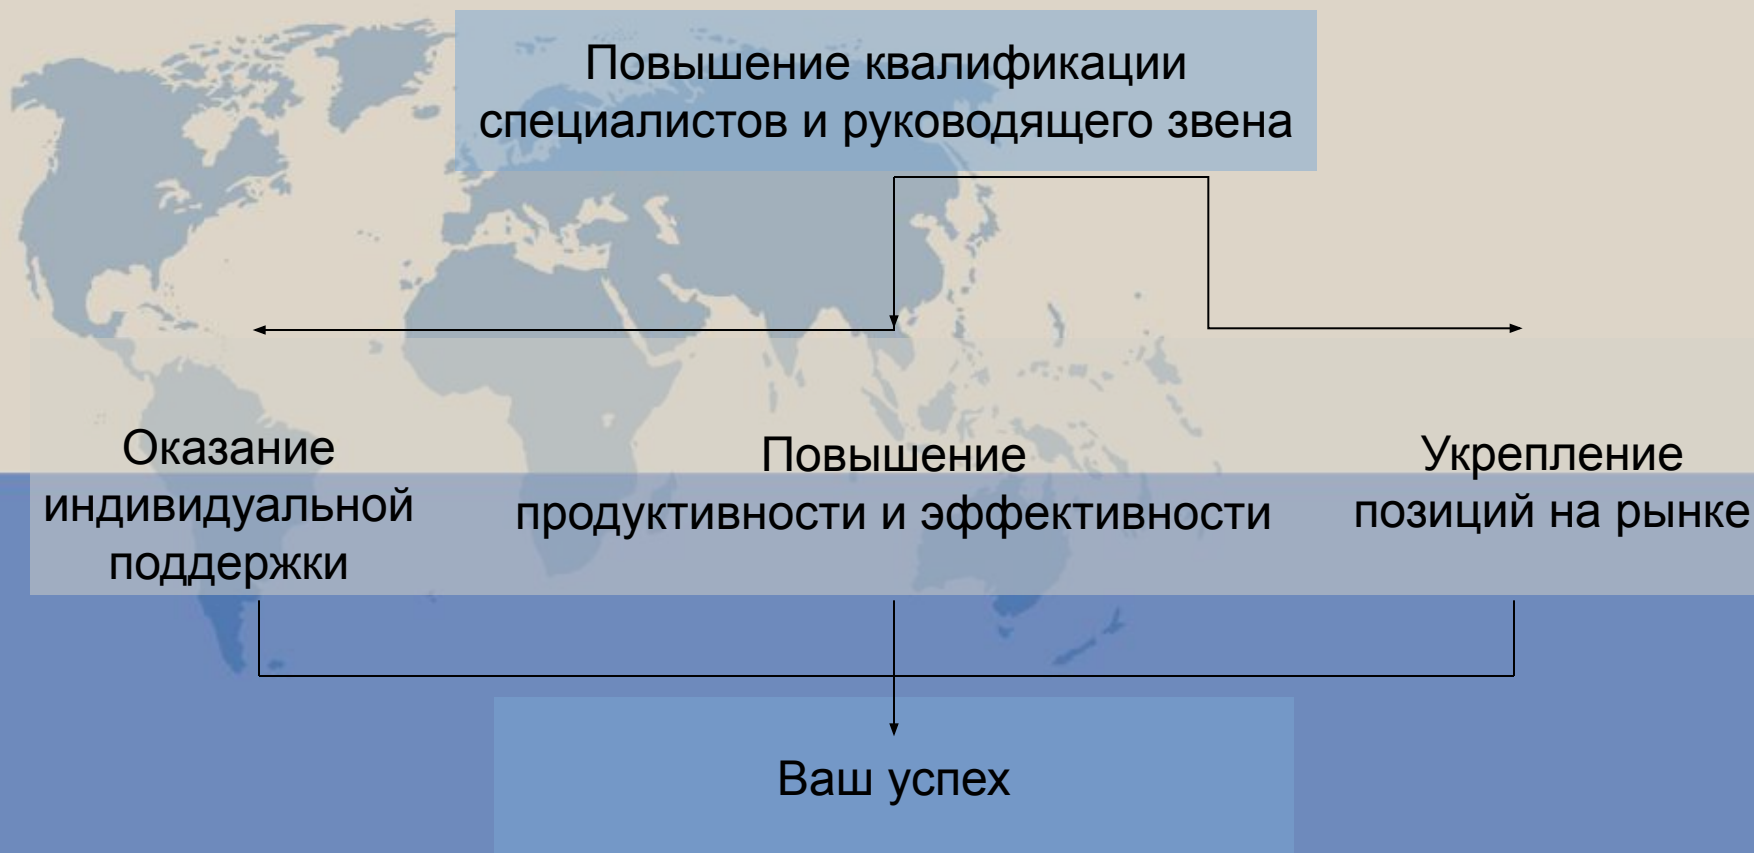 Повышение квалификации
специалистов и руководящего звена
Оказание
индивидуальной
поддержки
Повышение
продуктивности и эффективности
Укрепление
позиций на рынке
Ваш успех